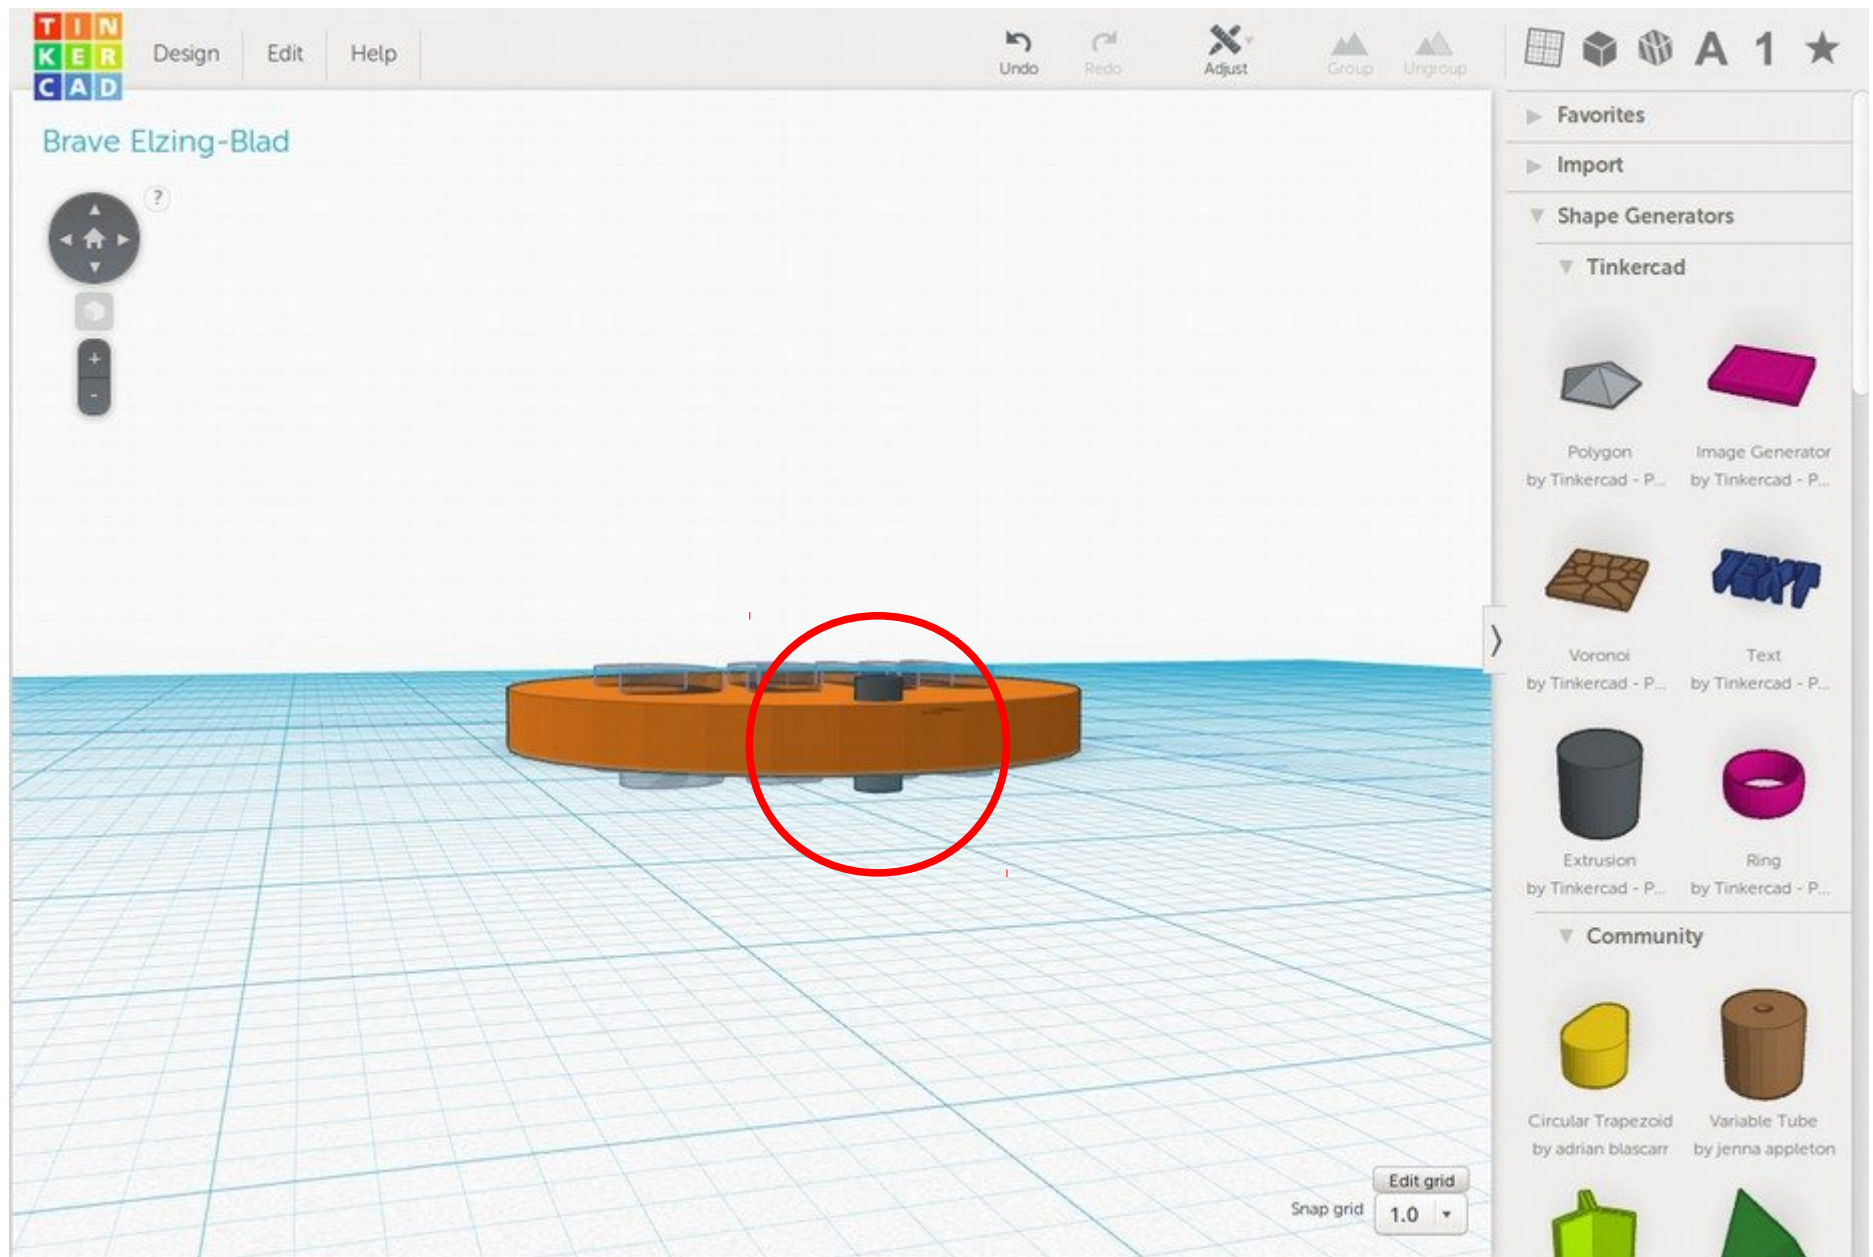 TIN
KER
CAD
Design
Edit
Help
Undo
Redo
Adjust
Group
Ungroup
A
1
Brave Elzing-Blad
?
+
-
Favorites
Import
Shape Generators
Tinkercad
Polygon
by Tinkercad - P...
Image Generator
by Tinkercad - P...
Voronoi
by Tinkercad - P...
TEXT
Text
by Tinkercad - P...
Extrusion
by Tinkercad - P...
Ring
by Tinkercad - P...
Community
Circular Trapezoid
by adrian blascarr
Variable Tube
by jenna appleton
Edit grid
Snap grid
1.0